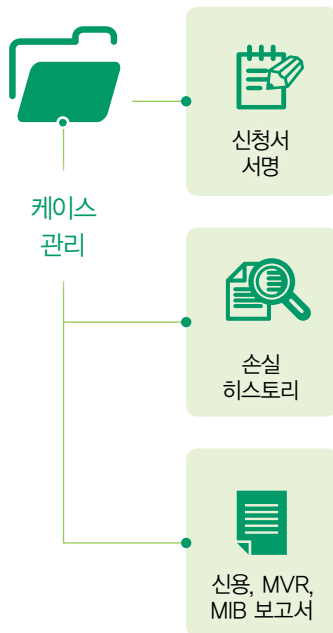 신청서
서명
케이스
관리
손실
히스토리
신용, MVR,
MIB 보고서